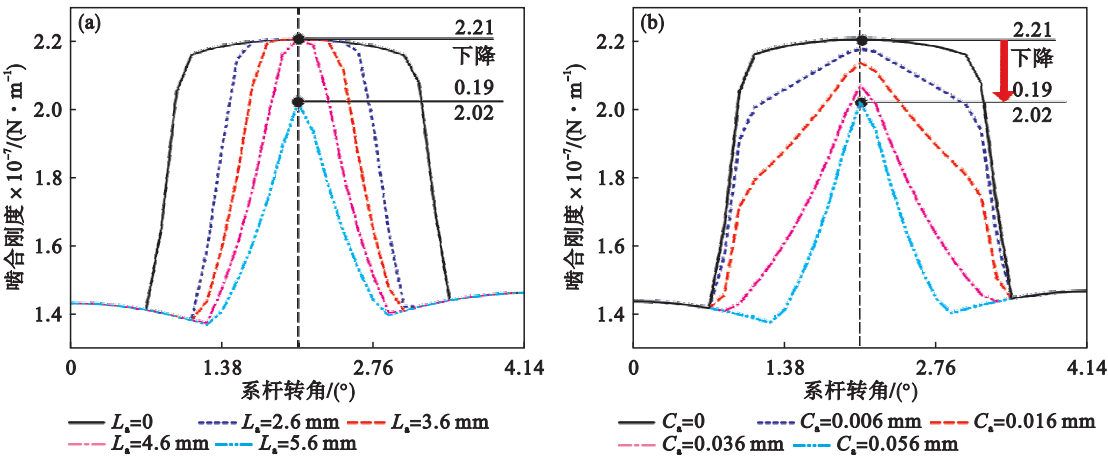 (a)
2.21
下降
0.19
2.02
2.2
2.0
1.8
1.6
1.4
啮合刚度×10⁻⁷/(N·m⁻¹)
0 1.38 2.76 4.14
系杆转角/(°)
Lₐ=0 Lₐ=2.6 mm Lₐ=3.6 mm
Lₐ=4.6 mm Lₐ=5.6 mm
(b)
2.21
下降
0.19
2.02
2.2
2.0
1.8
1.6
1.4
啮合刚度×10⁻⁷/(N·m⁻¹)
0 1.38 2.76 4.14
系杆转角/(°)
Cₐ=0 Cₐ=0.006 mm Cₐ=0.016 mm
Cₐ=0.036 mm Cₐ=0.056 mm